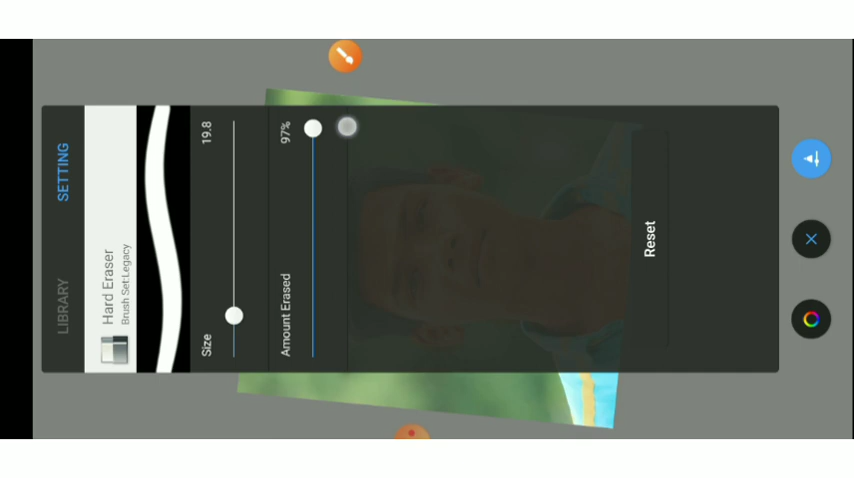 LIBRARY SETTING
Hard Eraser
Brush Set:Legacy
Size 19.8
Amount Erased 97%
Reset